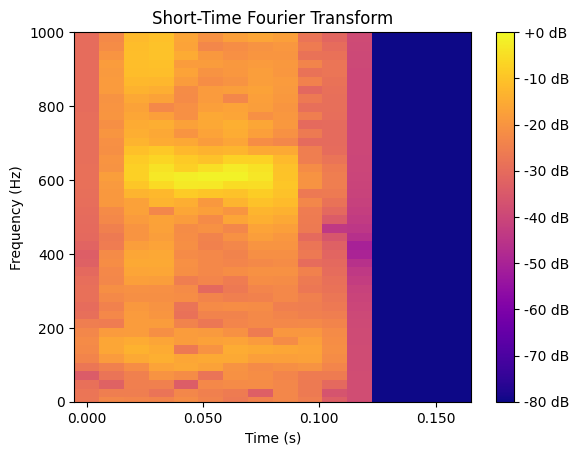 Short-Time Fourier Transform
1000
800
600
400
200
0
Frequency (Hz)
0.000
0.050
0.100
0.150
Time (s)
+0 dB
-10 dB
-20 dB
-30 dB
-40 dB
-50 dB
-60 dB
-70 dB
-80 dB